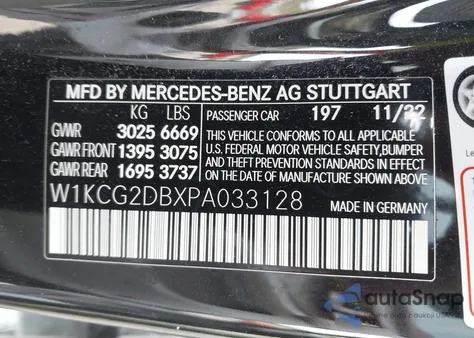 MFD BY MERCEDES-BENZ AG STUTTGART
KG LBS
PASSENGER CAR 197 11/22
GVWR 3025 6669
GAWR FRONT 1395 3075
GAWR REAR 1695 3737
THIS VEHICLE CONFORMS TO ALL APPLICABLE
U.S. FEDERAL MOTOR VEHICLE SAFETY,BUMPER
AND THEFT PREVENTION STANDARDS IN EFFECT
ON THE DATE OF MANUFACTURE SHOWN ABOVE
W1KCG2DBXPA033128
MADE IN GERMANY
autoSnap